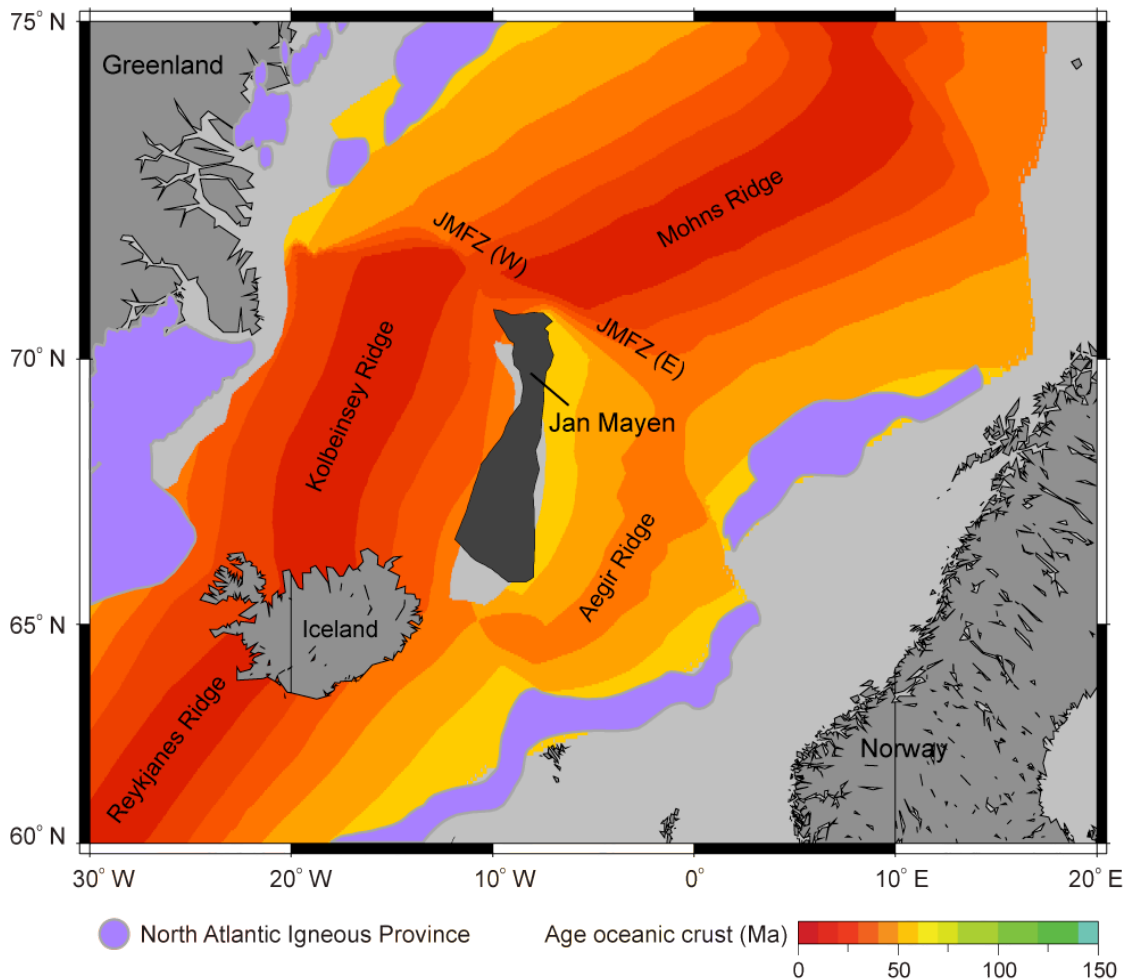 75° N
Greenland
JMFZ (W)
Mohns Ridge
70° N
Kolbeinsey Ridge
JMFZ (E)
Jan Mayen
Aegir Ridge
65° N
Iceland
Reykjanes Ridge
Norway
60° N
30° W
20° W
10° W
0°
10° E
20° E
North Atlantic Igneous Province
Age oceanic crust (Ma)
0
50
100
150